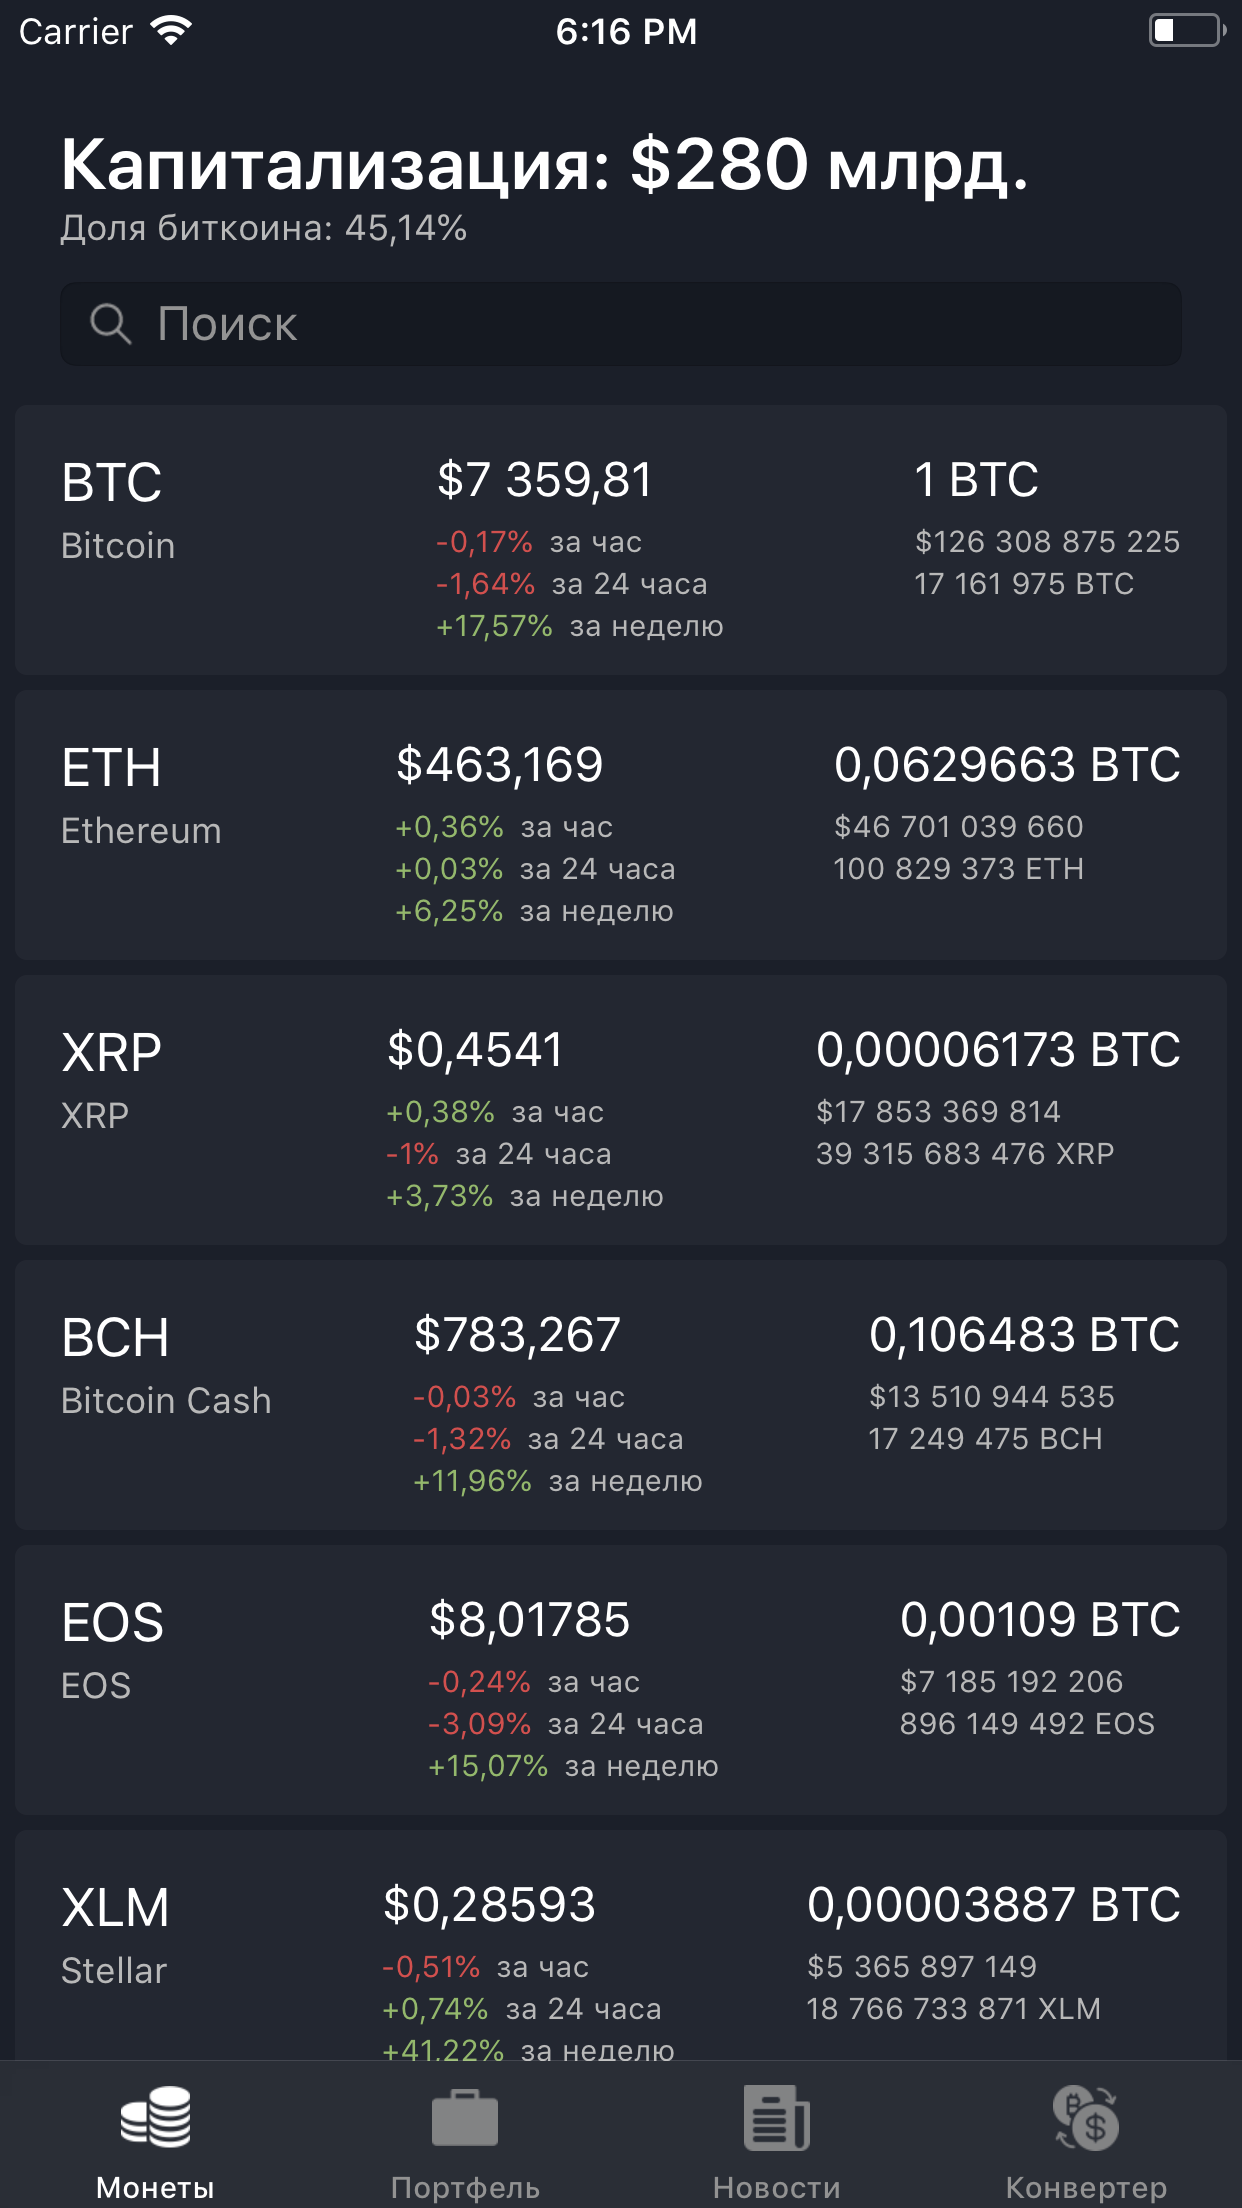 Carrier 6:16 PM
Капитализация: $280 млрд.
Доля биткоина: 45,14%
Поиск
BTC $7 359,81 1 BTC
Bitcoin -0,17% за час $126 308 875 225
-1,64% за 24 часа 17 161 975 BTC
+17,57% за неделю
ETH $463,169 0,0629663 BTC
Ethereum +0,36% за час $46 701 039 660
+0,03% за 24 часа 100 829 373 ETH
+6,25% за неделю
XRP $0,4541 0,00006173 BTC
XRP +0,38% за час $17 853 369 814
-1% за 24 часа 39 315 683 476 XRP
+3,73% за неделю
BCH $783,267 0,106483 BTC
Bitcoin Cash -0,03% за час $13 510 944 535
-1,32% за 24 часа 17 249 475 BCH
+11,96% за неделю
EOS $8,01785 0,00109 BTC
EOS -0,24% за час $7 185 192 206
-3,09% за 24 часа 896 149 492 EOS
+15,07% за неделю
XLM $0,28593 0,00003887 BTC
Stellar -0,51% за час $5 365 897 149
+0,74% за 24 часа 18 766 733 871 XLM
+41,22% за неделю
Монеты Портфель Новости Конвертер